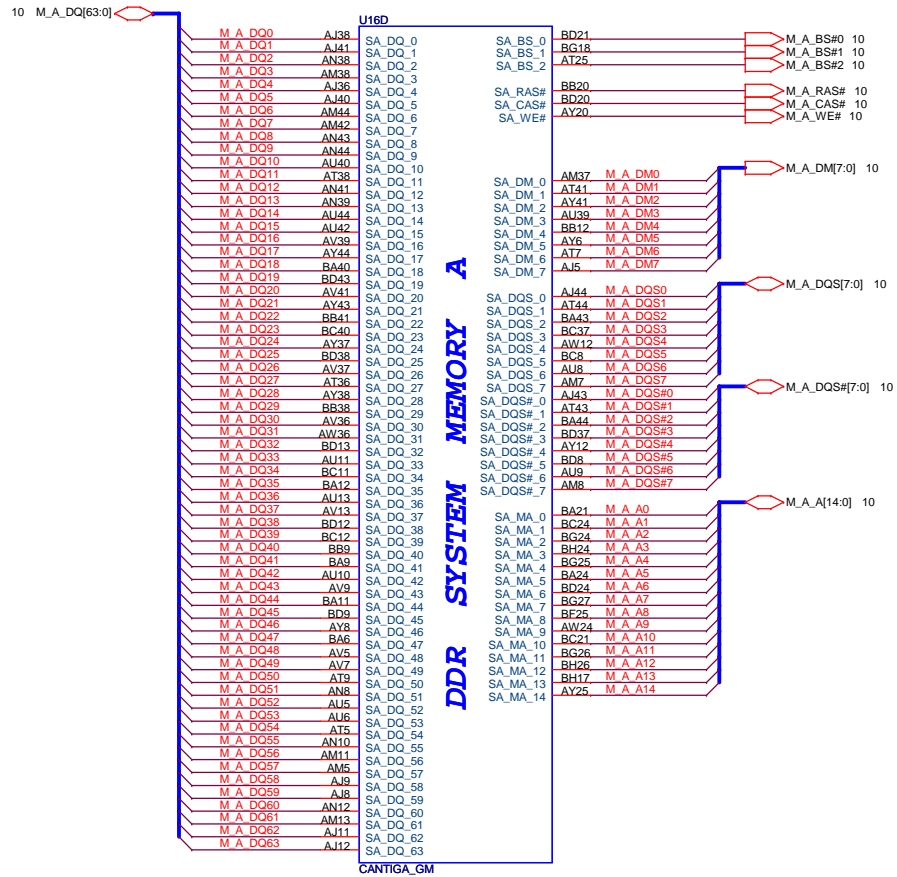 10 M_A_DQ[63:0]
U16D
M_A_DQ0 AJ38 SA_DQ_0 SA_BS_0 BD21 M_A_BS#0 10
M_A_DQ1 AJ41 SA_DQ_1 SA_BS_1 BG18 M_A_BS#1 10
M_A_DQ2 AN38 SA_DQ_2 SA_BS_2 AT25 M_A_BS#2 10
M_A_DQ3 AM38 SA_DQ_3
M_A_DQ4 AJ36 SA_DQ_4 SA_RAS# BB20 M_A_RAS# 10
M_A_DQ5 AJ40 SA_DQ_5 SA_CAS# BD20 M_A_CAS# 10
M_A_DQ6 AM44 SA_DQ_6 SA_WE# AY20 M_A_WE# 10
M_A_DQ7 AM42 SA_DQ_7
M_A_DQ8 AN43 SA_DQ_8
M_A_DQ9 AN44 SA_DQ_9
M_A_DQ10 AU40 SA_DQ_10 M_A_DM[7:0] 10
M_A_DQ11 AT38 SA_DQ_11 SA_DM_0 AM37 M_A_DM0
M_A_DQ12 AN41 SA_DQ_12 SA_DM_1 AT41 M_A_DM1
M_A_DQ13 AN39 SA_DQ_13 SA_DM_2 AY41 M_A_DM2
M_A_DQ14 AU44 SA_DQ_14 SA_DM_3 AU39 M_A_DM3
M_A_DQ15 AU42 SA_DQ_15 SA_DM_4 BB12 M_A_DM4
M_A_DQ16 AV39 SA_DQ_16 SA_DM_5 AY6 M_A_DM5
M_A_DQ17 AY44 SA_DQ_17 SA_DM_6 AT7 M_A_DM6
M_A_DQ18 BA40 SA_DQ_18 SA_DM_7 AJ5 M_A_DM7
M_A_DQ19 BD43 SA_DQ_19 M_A_DQS[7:0] 10
M_A_DQ20 AV41 SA_DQ_20 SA_DQS_0 AJ44 M_A_DQS0
M_A_DQ21 AY43 SA_DQ_21 SA_DQS_1 AT44 M_A_DQS1
M_A_DQ22 BB41 SA_DQ_22 SA_DQS_2 BA43 M_A_DQS2
M_A_DQ23 BC40 SA_DQ_23 SA_DQS_3 BC37 M_A_DQS3
M_A_DQ24 AY37 SA_DQ_24 SA_DQS_4 AW12 M_A_DQS4
M_A_DQ25 BD38 SA_DQ_25 SA_DQS_5 BC8 M_A_DQS5
M_A_DQ26 AV37 SA_DQ_26 SA_DQS_6 AU8 M_A_DQS6
M_A_DQ27 AT36 SA_DQ_27 SA_DQS_7 AM7 M_A_DQS7 M_A_DQS#[7:0] 10
M_A_DQ28 AY38 SA_DQ_28 SA_DQS#_0 AJ43 M_A_DQS#0
M_A_DQ29 BB38 SA_DQ_29 SA_DQS#_1 AT43 M_A_DQS#1
M_A_DQ30 AV36 SA_DQ_30 SA_DQS#_2 BA44 M_A_DQS#2
M_A_DQ31 AW36 SA_DQ_31 SA_DQS#_3 BD37 M_A_DQS#3
M_A_DQ32 BD13 SA_DQ_32 SA_DQS#_4 AY12 M_A_DQS#4
M_A_DQ33 AU11 SA_DQ_33 SA_DQS#_5 BD8 M_A_DQS#5
M_A_DQ34 BC11 SA_DQ_34 SA_DQS#_6 AU9 M_A_DQS#6
M_A_DQ35 BA12 SA_DQ_35 SA_DQS#_7 AM8 M_A_DQS#7
M_A_DQ36 AU13 SA_DQ_36 M_A_A[14:0] 10
M_A_DQ37 AV13 SA_DQ_37 SA_MA_0 BA21 M_A_A0
M_A_DQ38 BD12 SA_DQ_38 SA_MA_1 BC24 M_A_A1
M_A_DQ39 BC12 SA_DQ_39 SA_MA_2 BG24 M_A_A2
M_A_DQ40 BB9 SA_DQ_40 SA_MA_3 BH24 M_A_A3
M_A_DQ41 BA9 SA_DQ_41 SA_MA_4 BG25 M_A_A4
M_A_DQ42 AU10 SA_DQ_42 SA_MA_5 BA24 M_A_A5
M_A_DQ43 AV9 SA_DQ_43 SA_MA_6 BD24 M_A_A6
M_A_DQ44 BA11 SA_DQ_44 SA_MA_7 BG27 M_A_A7
M_A_DQ45 BD9 SA_DQ_45 SA_MA_8 BF25 M_A_A8
M_A_DQ46 AY8 SA_DQ_46 SA_MA_9 AW24 M_A_A9
M_A_DQ47 BA6 SA_DQ_47 SA_MA_10 BC21 M_A_A10
M_A_DQ48 AV5 SA_DQ_48 SA_MA_11 BG26 M_A_A11
M_A_DQ49 AV7 SA_DQ_49 SA_MA_12 BH26 M_A_A12
M_A_DQ50 AT9 SA_DQ_50 SA_MA_13 BH17 M_A_A13
M_A_DQ51 AN8 SA_DQ_51 SA_MA_14 AY25 M_A_A14
M_A_DQ52 AU5 SA_DQ_52
M_A_DQ53 AU6 SA_DQ_53
M_A_DQ54 AT5 SA_DQ_54
M_A_DQ55 AN10 SA_DQ_55
M_A_DQ56 AM11 SA_DQ_56
M_A_DQ57 AM5 SA_DQ_57
M_A_DQ58 AJ9 SA_DQ_58
M_A_DQ59 AJ8 SA_DQ_59
M_A_DQ60 AN12 SA_DQ_60
M_A_DQ61 AM13 SA_DQ_61
M_A_DQ62 AJ11 SA_DQ_62
M_A_DQ63 AJ12 SA_DQ_63
DDR SYSTEM MEMORY A
CANTIGA_GM